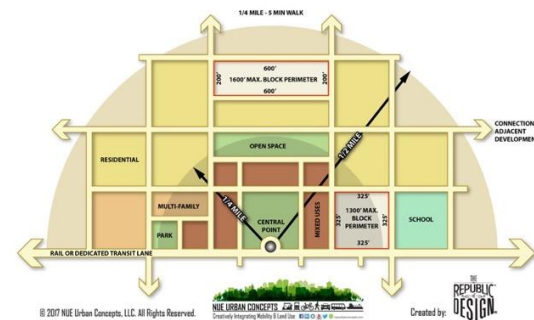 1/4 MILE - 5 MIN WALK
600'
200'
1600' MAX. BLOCK PERIMETER
200'
600'
CONNECTION
ADJACENT
DEVELOPMEN
OPEN SPACE
1/2 MILE
RESIDENTIAL
1/4 MILE
MULTI-FAMILY
PARK
CENTRAL
POINT
MIXED USES
325'
325'
1300' MAX.
BLOCK
PERIMETER
325'
325'
SCHOOL
RAIL OR DEDICATED TRANSIT LANE
© 2017 NUE Urban Concepts, LLC. All Rights Reserved.
NUE URBAN CONCEPTS
Creatively Integrating Mobility & Land Use
Created by:
THE
REPUBLIC
OF
DESIGN